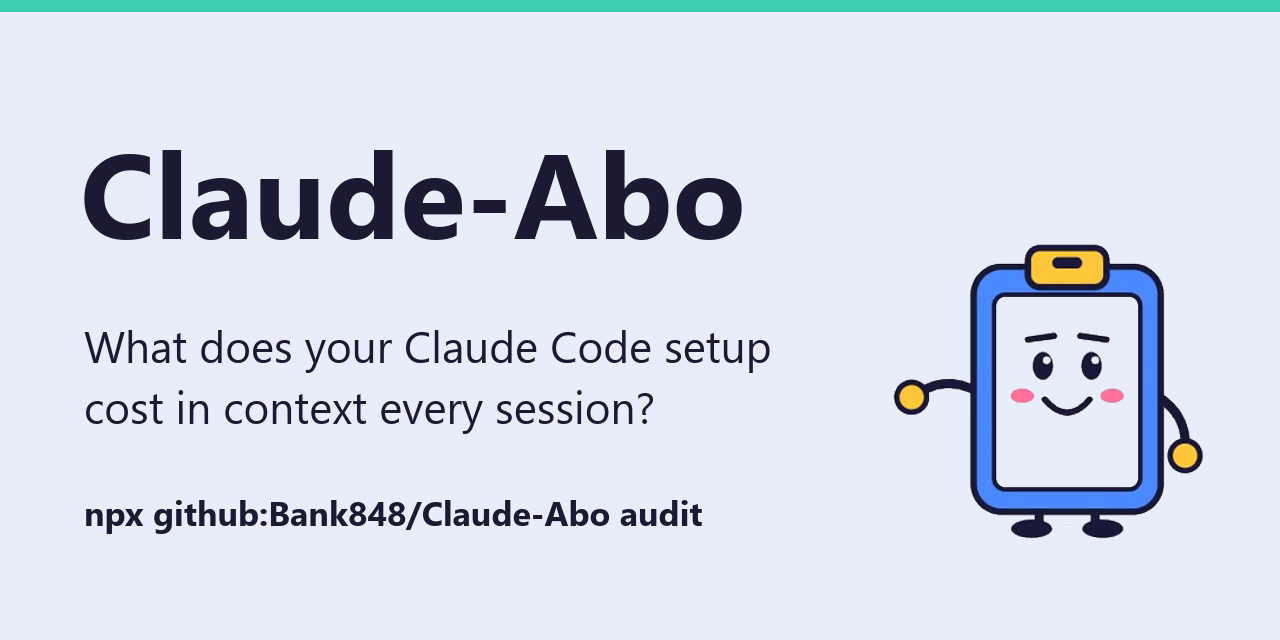 Claude-Abo
What does your Claude Code setup
cost in context every session?
npx github:Bank848/Claude-Abo audit